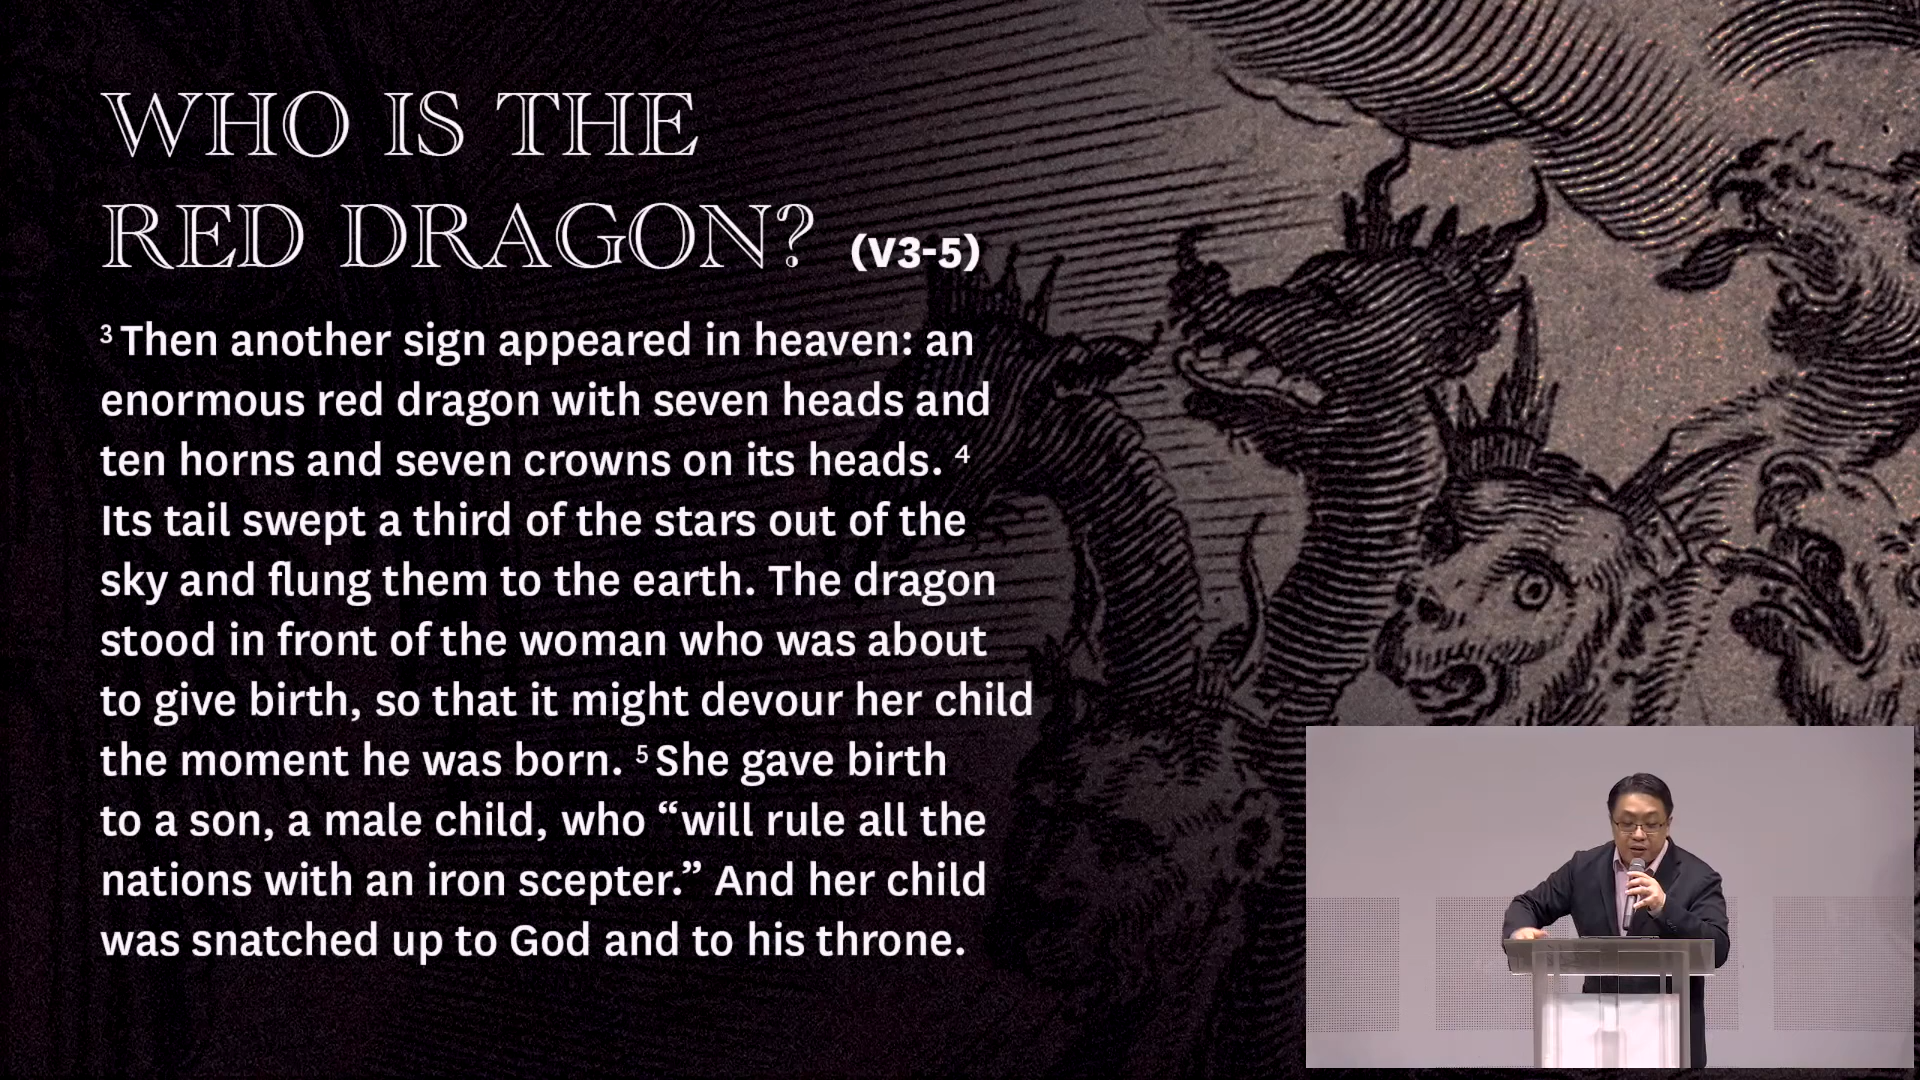 WHO IS THE
RED DRAGON? (V3-5)
3 Then another sign appeared in heaven: an
enormous red dragon with seven heads and
ten horns and seven crowns on its heads. 4
Its tail swept a third of the stars out of the
sky and flung them to the earth. The dragon
stood in front of the woman who was about
to give birth, so that it might devour her child
the moment he was born. 5 She gave birth
to a son, a male child, who “will rule all the
nations with an iron scepter.” And her child
was snatched up to God and to his throne.